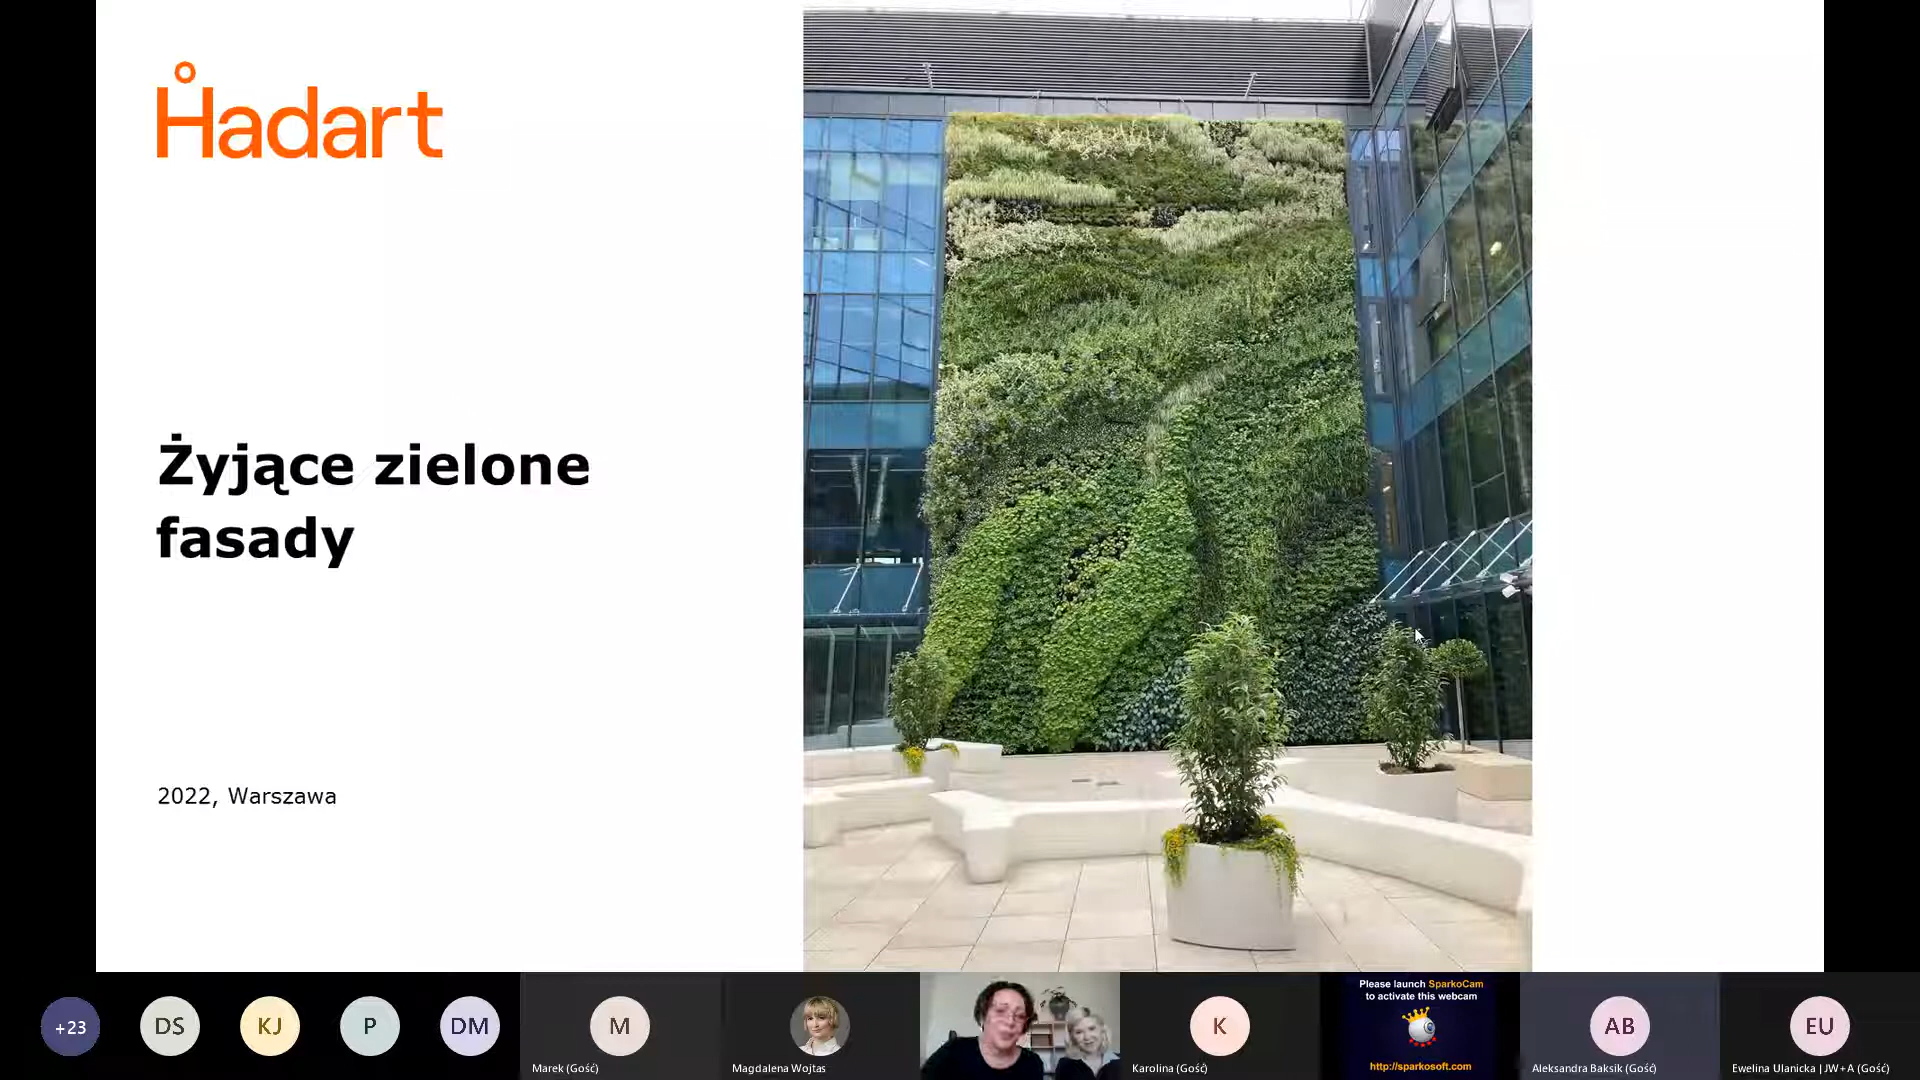 Hadart
Żyjące zielone
fasady
2022, Warszawa
+23
DS
KJ
P
DM
M
Marek (Gość)
Magdalena Wojtas
K
Karolina (Gość)
Please launch SparkoCam
to activate this webcam
http://sparkosoft.com
AB
Aleksandra Baksik (Gość)
EU
Ewelina Ulanicka | JW+A (Gość)